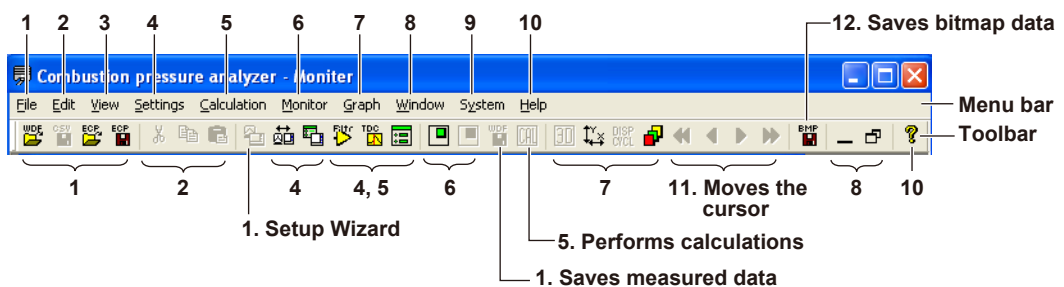 1 2 3 4 5 6 7 8 9 10 12. Saves bitmap data
Combustion pressure analyzer - Moniter
File Edit View Settings Calculation Monitor Graph Window System Help
Menu bar
WDF CSV ECP ECP Filtr TDC WDF CAL 3D Y X DISP CYCL BMP ?
Toolbar
1 2 4 4, 5 6 7 11. Moves the cursor 8 10
1. Setup Wizard
5. Performs calculations
1. Saves measured data